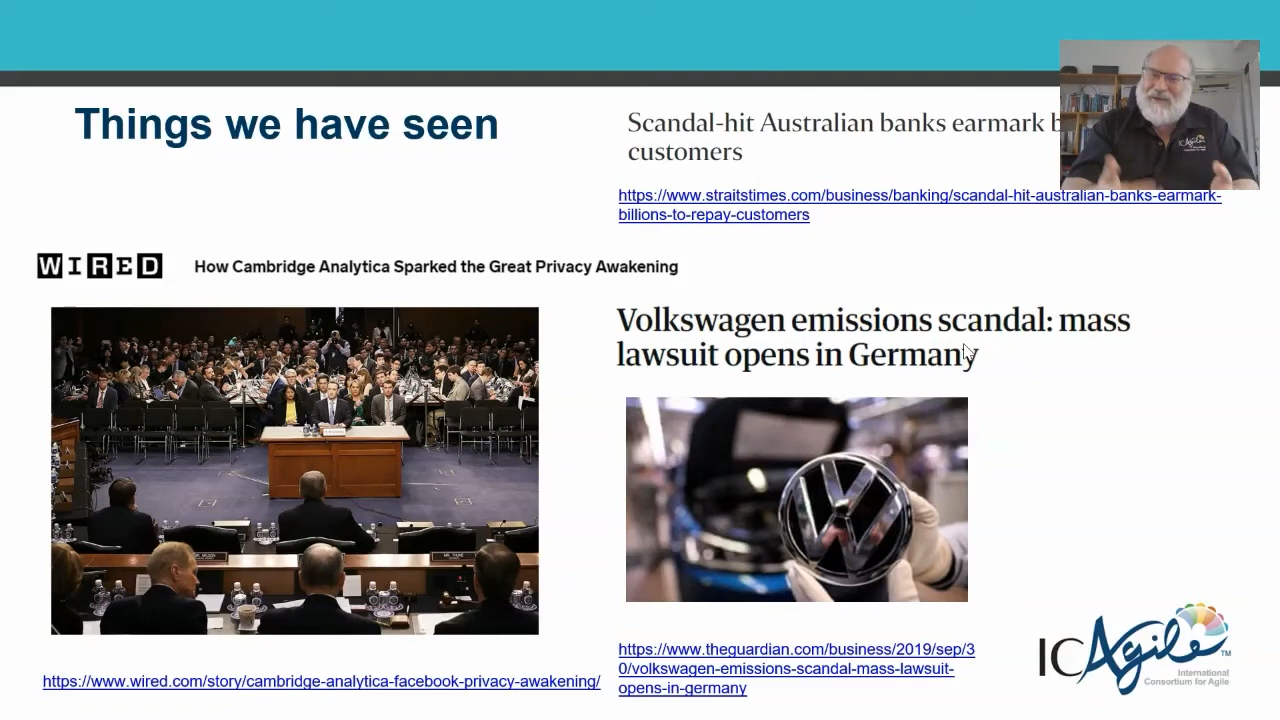 Things we have seen
Scandal-hit Australian banks earmark
customers
https://www.straitstimes.com/business/banking/scandal-hit-australian-banks-earmark-
billions-to-repay-customers
WIRED
How Cambridge Analytica Sparked the Great Privacy Awakening
Volkswagen emissions scandal: mass
lawsuit opens in Germany
MR. THUNE
https://www.wired.com/story/cambridge-analytica-facebook-privacy-awakening/
https://www.theguardian.com/business/2019/sep/3
0/volkswagen-emissions-scandal-mass-lawsuit-
opens-in-germany
ICAgile TM
International
Consortium for Agile